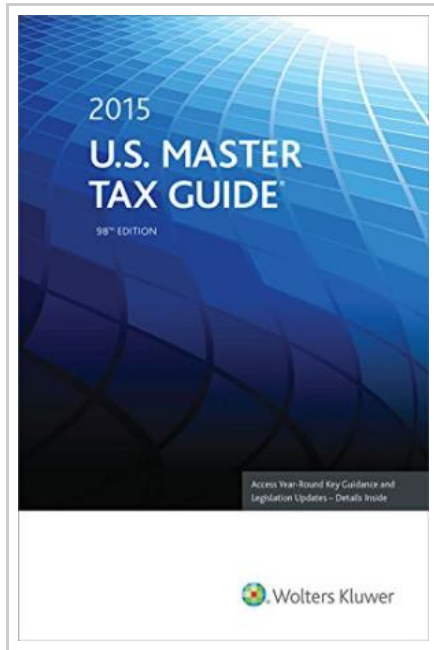 2015
U.S. MASTER
TAX GUIDE®
98TH EDITION
Access Year-Round Key Guidance and
Legislation Updates – Details Inside
Wolters Kluwer